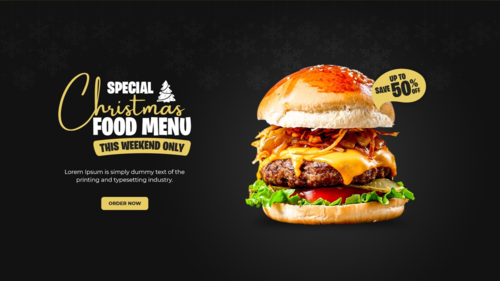 SPECIAL
Christmas
FOOD MENU
THIS WEEKEND ONLY
Lorem Ipsum is simply dummy text of the
printing and typesetting industry.
ORDER NOW
UP TO
SAVE 50% OFF